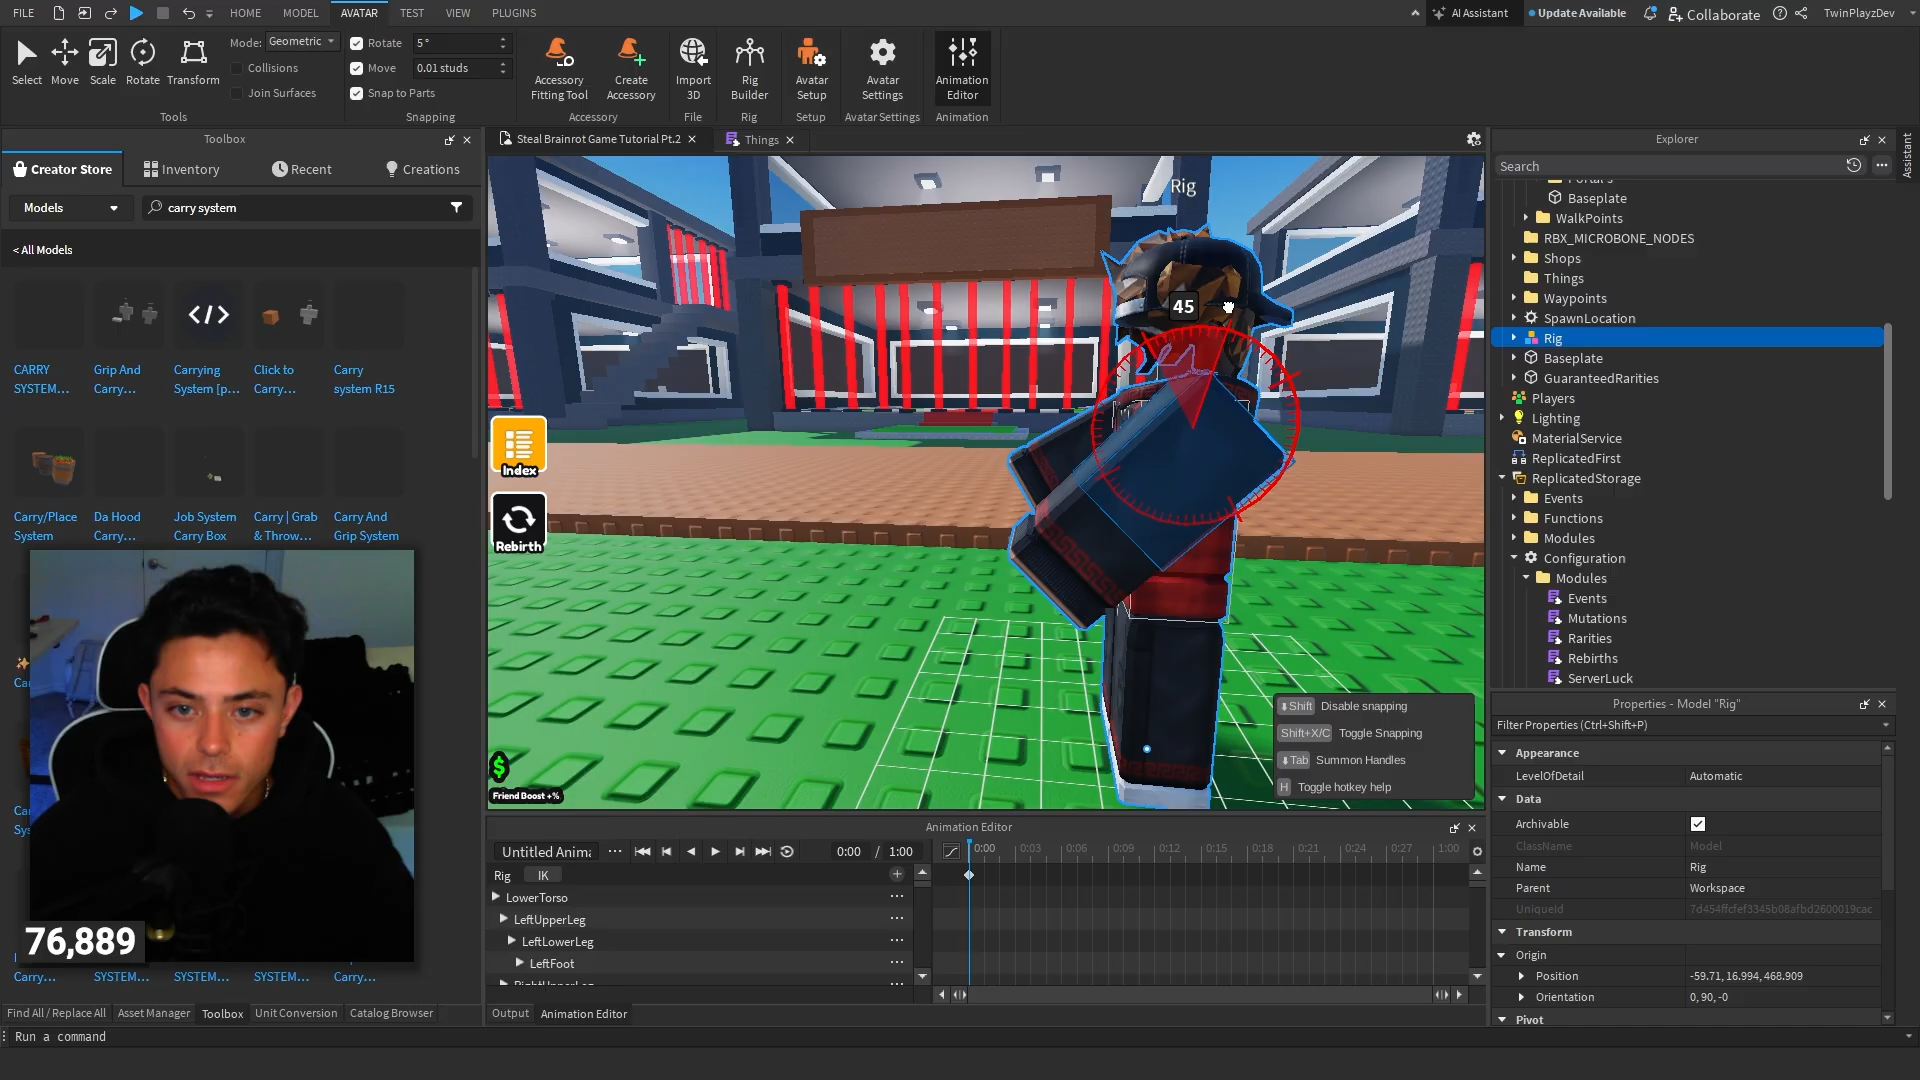 FILE
HOME
MODEL
AVATAR
TEST
VIEW
PLUGINS
AI Assistant
Update Available
Collaborate
TwinPlayzDev
Select
Move
Scale
Rotate
Transform
Mode: Geometric
Collisions
Join Surfaces
Tools
Rotate 5 °
Move 0.01 studs
Snap to Parts
Snapping
Accessory
Fitting Tool
Create
Accessory
Accessory
Import
3D
File
Rig
Builder
Rig
Avatar
Setup
Setup
Avatar
Settings
Avatar Settings
Animation
Editor
Animation
Toolbox
Creator Store
Inventory
Recent
Creations
Models
carry system
< All Models
CARRY
SYSTEM...
Grip And
Carry...
Carrying
System [p...
Click to
Carry...
Carry
system R15
Carry/Place
System
Da Hood
Carry...
Job System
Carry Box
Carry | Grab
& Throw...
Carry And
Grip System
76,889
Carry...
SYSTEM...
SYSTEM...
SYSTEM...
Carry...
Find All / Replace All
Asset Manager
Toolbox
Unit Conversion
Catalog Browser
Run a command
Steal Brainrot Game Tutorial Pt.2
Things
Rig
45
Index
Rebirth
$
Friend Boost +%
Shift Disable snapping
Shift+X/C Toggle Snapping
Tab Summon Handles
H Toggle hotkey help
Animation Editor
Untitled Anima
0:00 / 1:00
0:00 0:03 0:06 0:09 0:12 0:15 0:18 0:21 0:24 0:27 1:00
Rig IK
LowerTorso
LeftUpperLeg
LeftLowerLeg
LeftFoot
RightUpperLeg
Output
Animation Editor
Explorer
Assistant
Search
Portal's
Baseplate
WalkPoints
RBX_MICROBONE_NODES
Shops
Things
Waypoints
SpawnLocation
Rig
Baseplate
GuaranteedRarities
Players
Lighting
MaterialService
ReplicatedFirst
ReplicatedStorage
Events
Functions
Modules
Configuration
Modules
Events
Mutations
Rarities
Rebirths
ServerLuck
Properties - Model "Rig"
Filter Properties (Ctrl+Shift+P)
Appearance
LevelOfDetail Automatic
Data
Archivable
ClassName Model
Name Rig
Parent Workspace
UniqueId 7d454ffcfef3345b08afbd2600019cac
Transform
Origin
Position -59.71, 16.994, 468.909
Orientation 0, 90, -0
Pivot